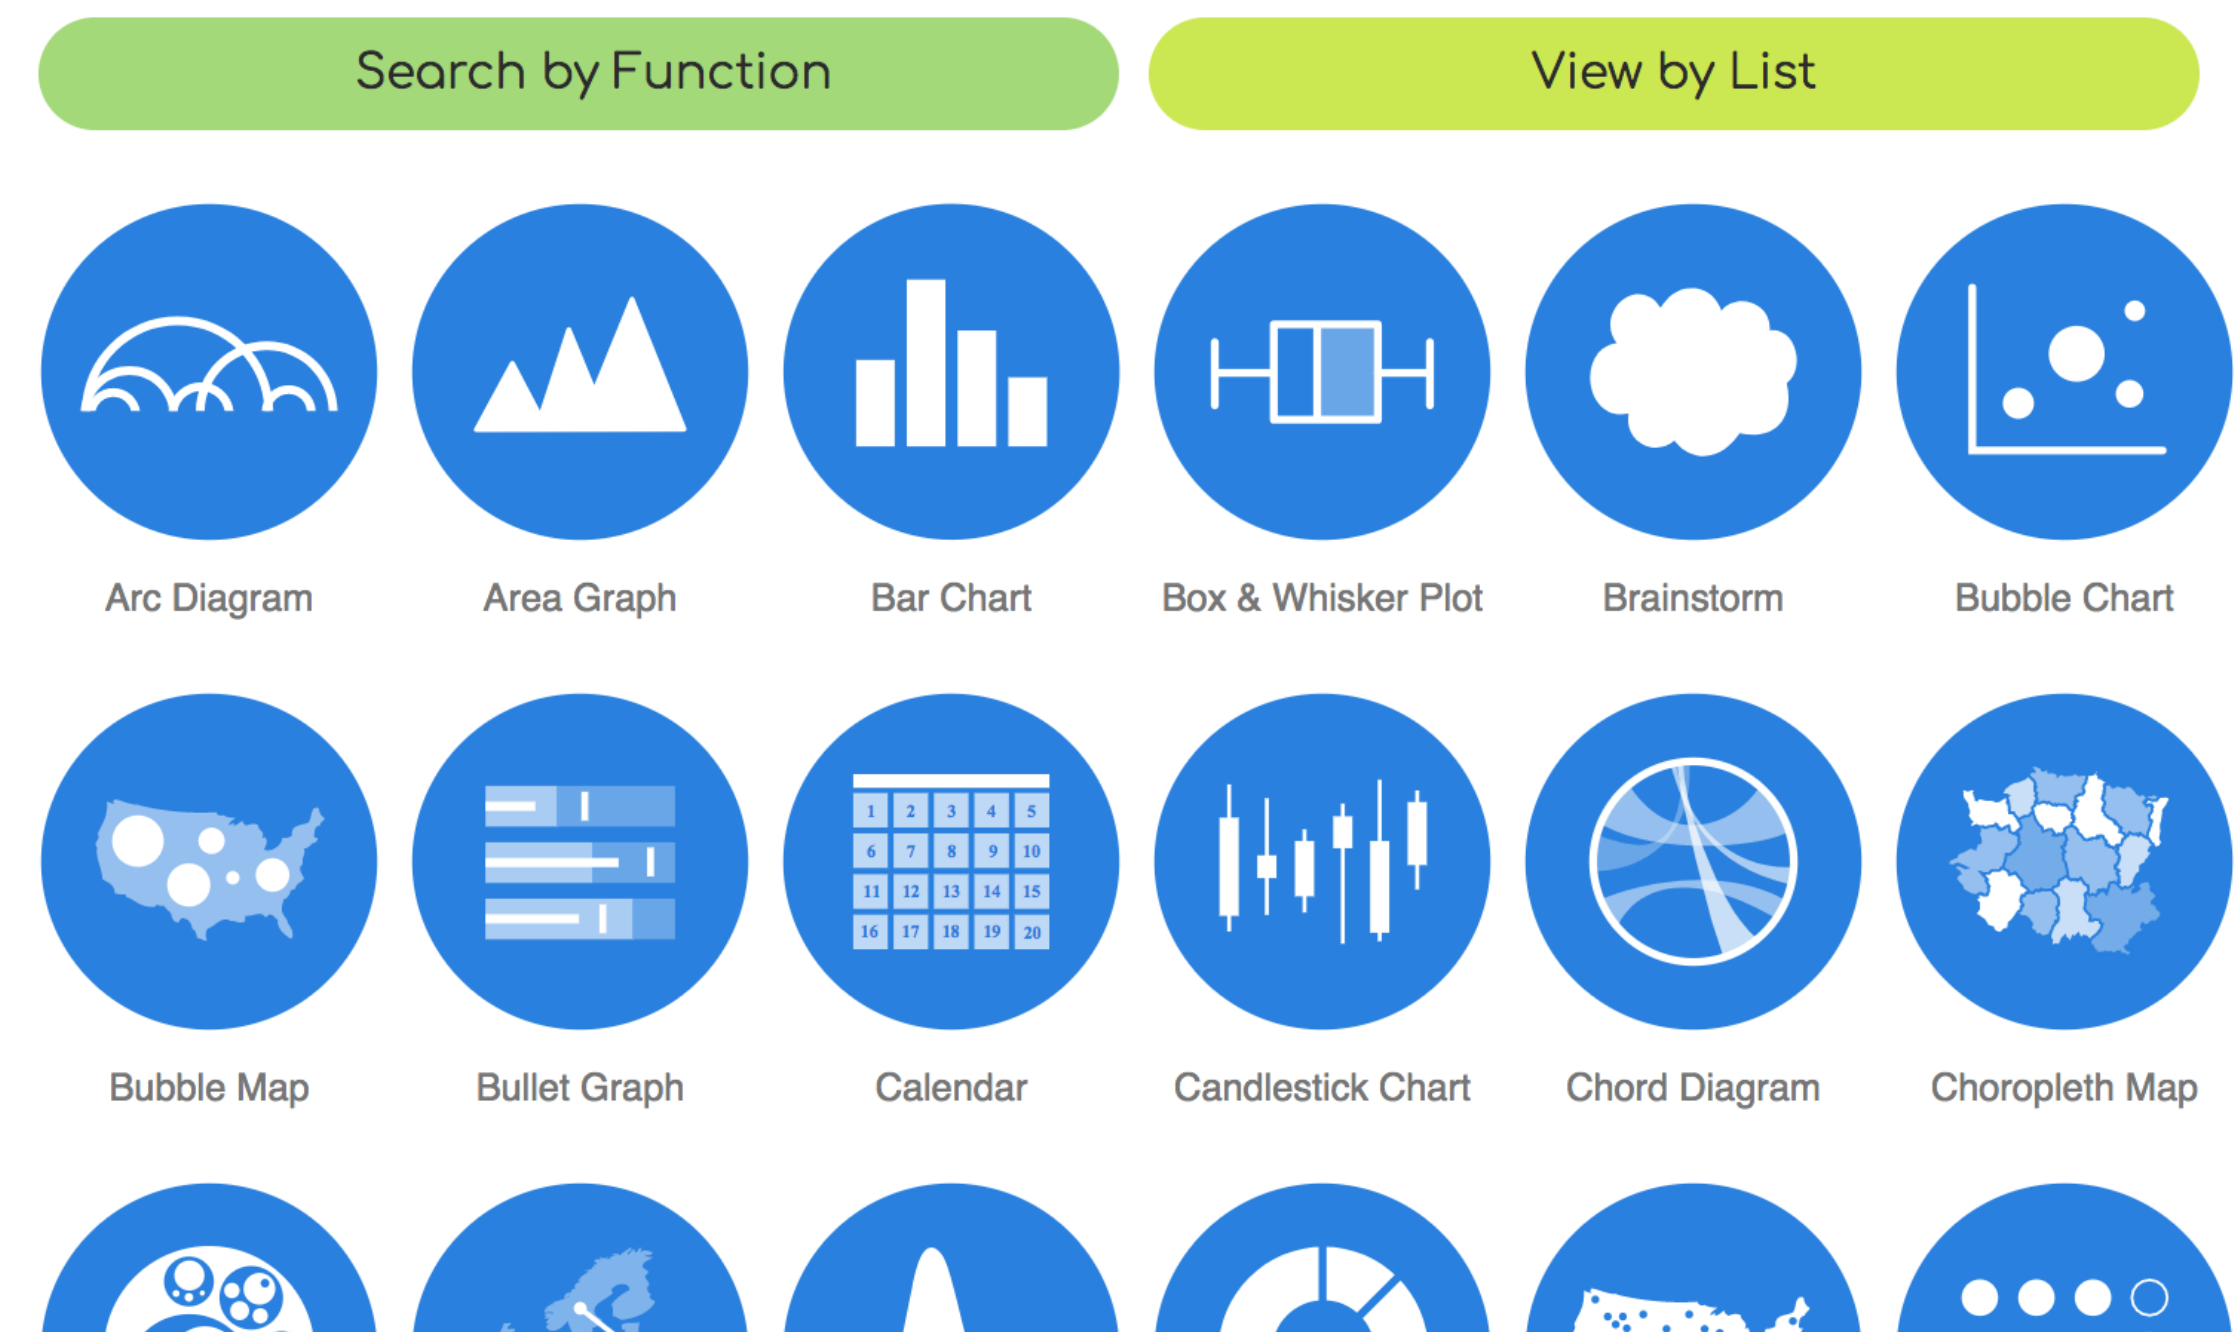 Search by Function
View by List
Arc Diagram
Area Graph
Bar Chart
Box & Whisker Plot
Brainstorm
Bubble Chart
1 2 3 4 5
6 7 8 9 10
11 12 13 14 15
16 17 18 19 20
Bubble Map
Bullet Graph
Calendar
Candlestick Chart
Chord Diagram
Choropleth Map